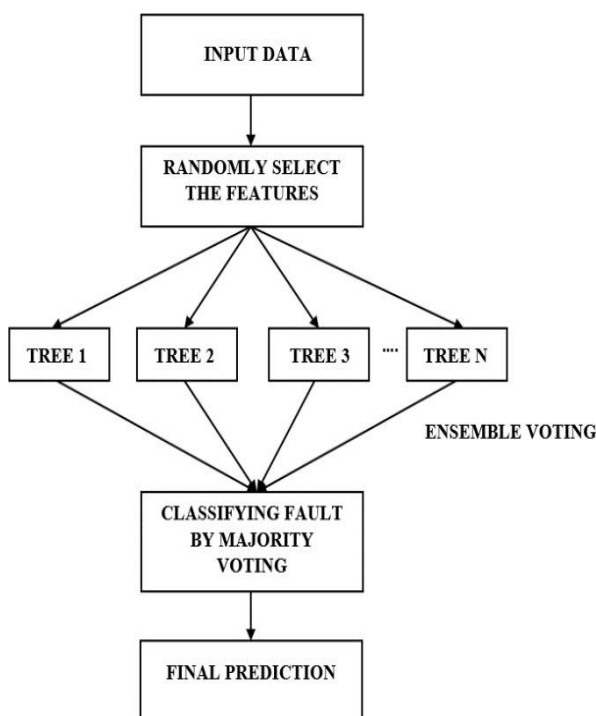 INPUT DATA
RANDOMLY SELECT
THE FEATURES
TREE 1
TREE 2
TREE 3
....
TREE N
ENSEMBLE VOTING
CLASSIFYING FAULT
BY MAJORITY
VOTING
FINAL PREDICTION